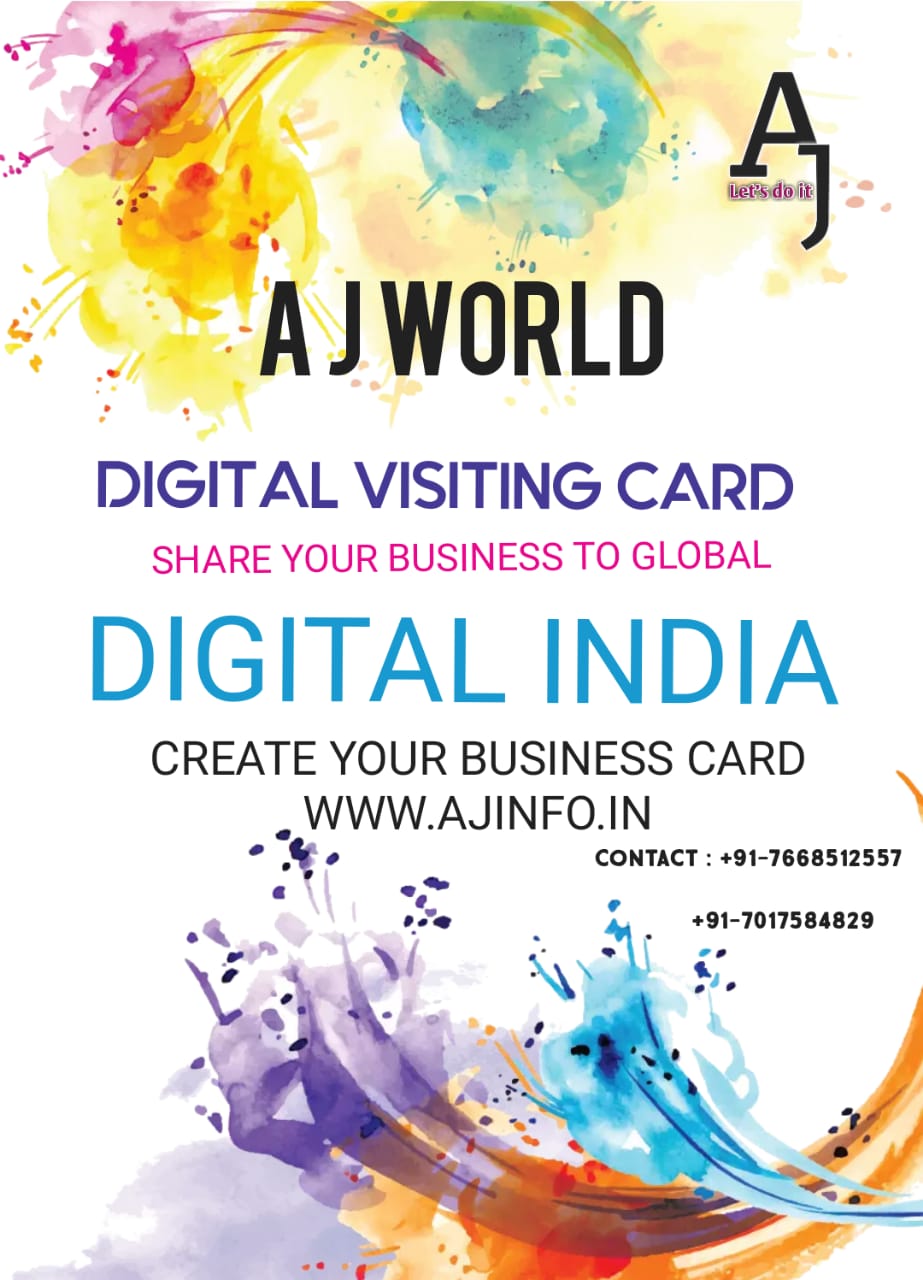 AJ
Let's do it
A J WORLD
DIGITAL VISITING CARD
SHARE YOUR BUSINESS TO GLOBAL
DIGITAL INDIA
CREATE YOUR BUSINESS CARD
WWW.AJINFO.IN
CONTACT : +91-7668512557
+91-7017584829